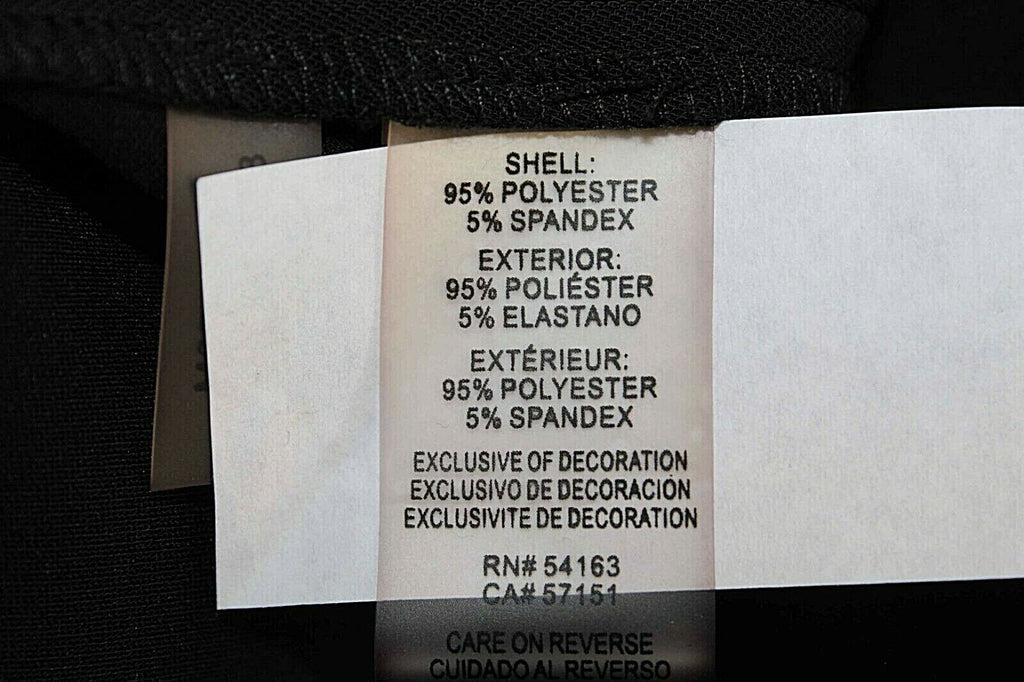 SHELL:
95% POLYESTER
5% SPANDEX
EXTERIOR:
95% POLIÉSTER
5% ELASTANO
EXTÉRIEUR:
95% POLYESTER
5% SPANDEX
EXCLUSIVE OF DECORATION
EXCLUSIVO DE DECORACIÓN
EXCLUSIVITE DE DECORATION
RN# 54163
CA# 57151
CARE ON REVERSE
CUIDADO AL REVERSO